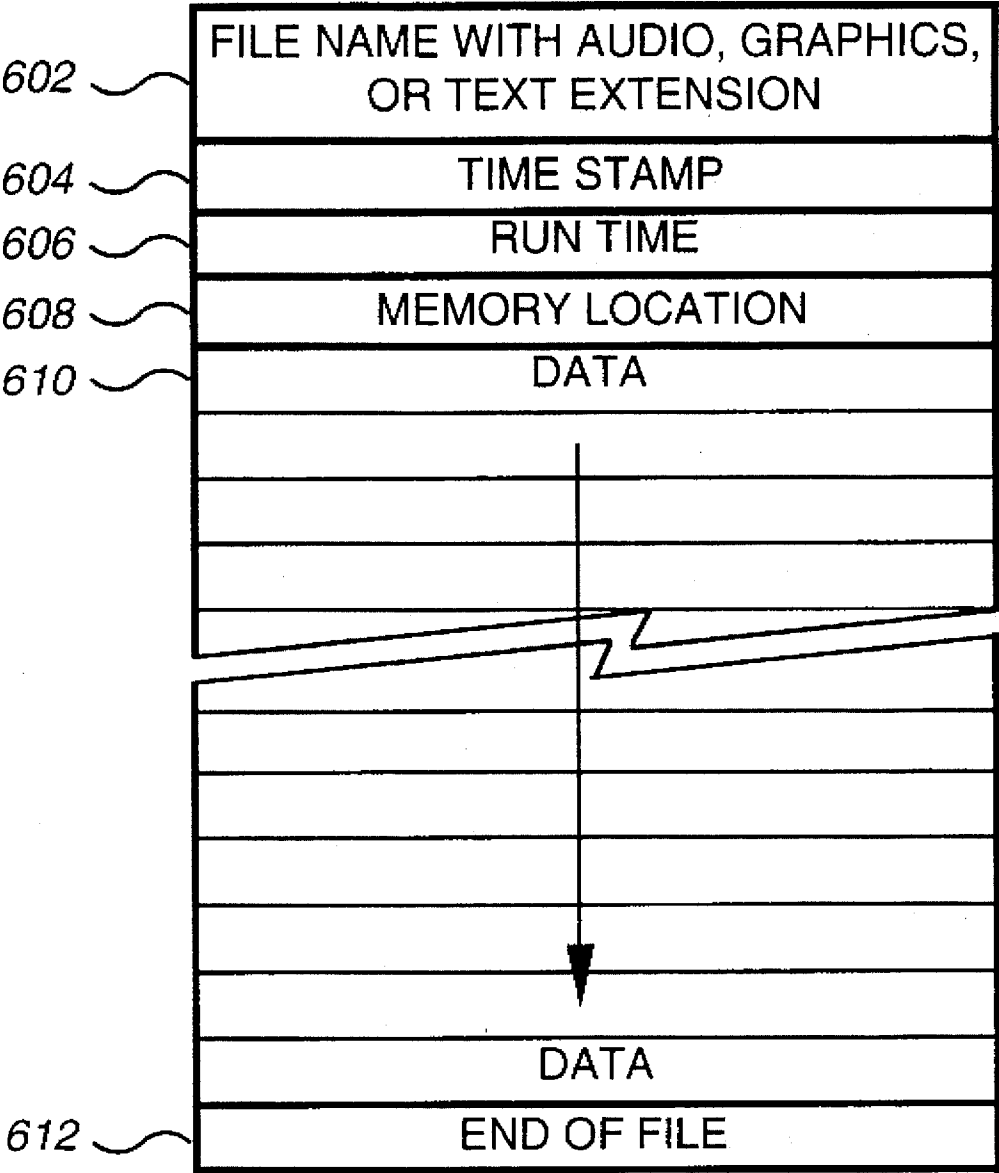 602 FILE NAME WITH AUDIO, GRAPHICS,
OR TEXT EXTENSION
604 TIME STAMP
606 RUN TIME
608 MEMORY LOCATION
610 DATA
DATA
612 END OF FILE